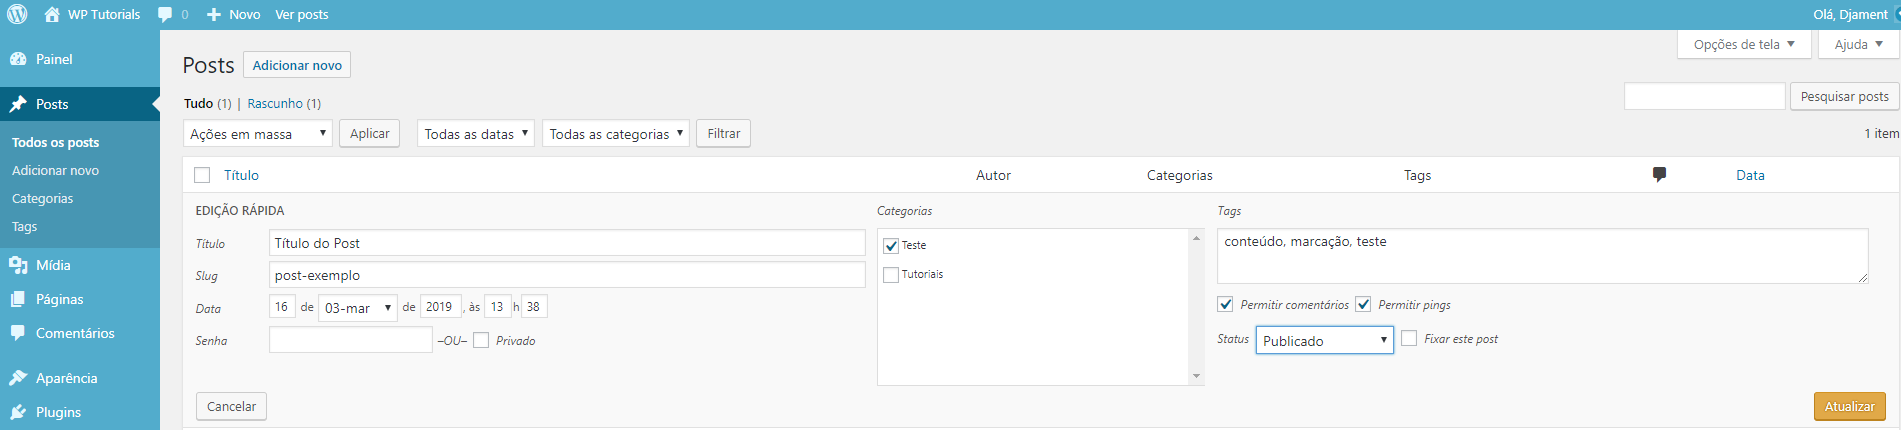 WP Tutorials 0 Novo Ver posts Olá, Djament
Painel
Posts
Todos os posts
Adicionar novo
Categorias
Tags
Mídia
Páginas
Comentários
Aparência
Plugins
Opções de tela Ajuda
Posts Adicionar novo
Tudo (1) | Rascunho (1)
Pesquisar posts
Ações em massa Aplicar Todas as datas Todas as categorias Filtrar
1 item
Título Autor Categorias Tags Data
EDIÇÃO RÁPIDA
Título Título do Post
Slug post-exemplo
Data 16 de 03-mar de 2019 , às 13 h 38
Senha –OU– Privado
Categorias
Teste
Tutoriais
Tags
conteúdo, marcação, teste
Permitir comentários Permitir pings
Status Publicado Fixar este post
Cancelar Atualizar